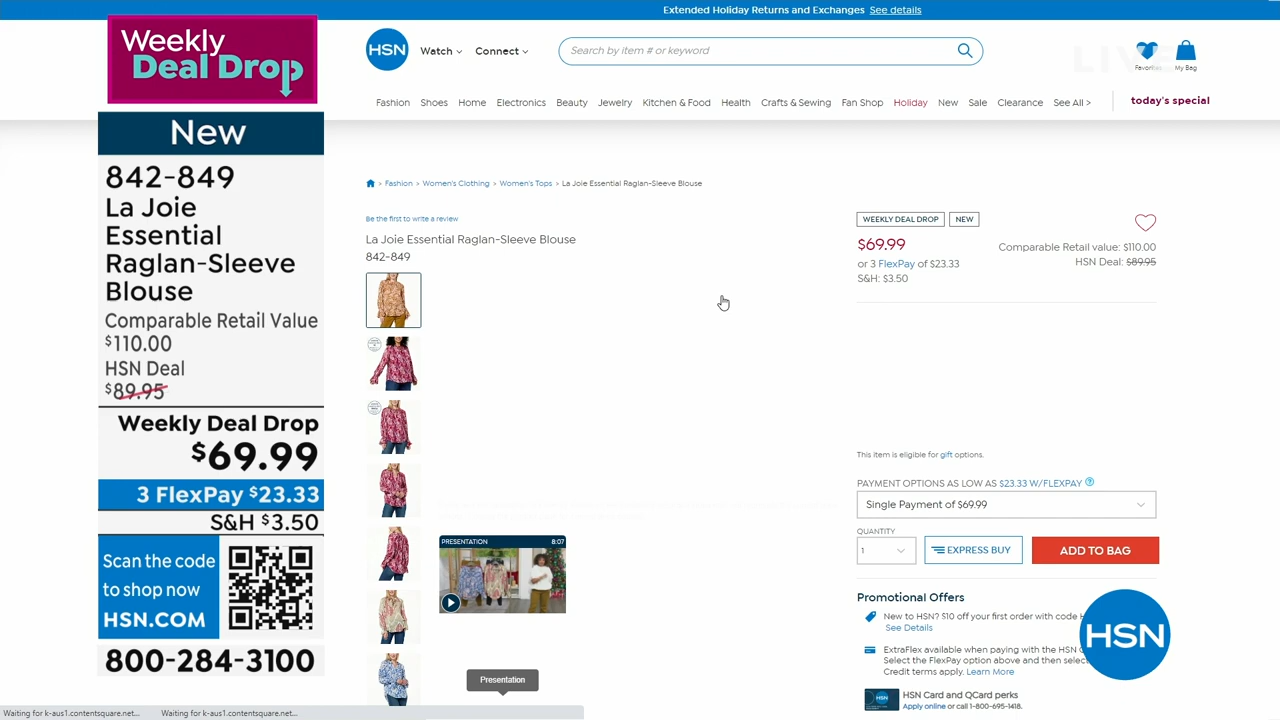 Extended Holiday Returns and Exchanges See details
Weekly
Deal Drop
HSN
Watch
Connect
Search by item # or keyword
LIVE
Favorites
My Bag
Fashion
Shoes
Home
Electronics
Beauty
Jewelry
Kitchen & Food
Health
Crafts & Sewing
Fan Shop
Holiday
New
Sale
Clearance
See All >
today's special
New
842-849
La Joie
Essential
Raglan-Sleeve
Blouse
Comparable Retail Value
$110.00
HSN Deal
$89.95
Weekly Deal Drop
$69.99
3 FlexPay $23.33
S&H $3.50
Scan the code
to shop now
HSN.COM
800-284-3100
> Fashion > Women's Clothing > Women's Tops > La Joie Essential Raglan-Sleeve Blouse
Be the first to write a review
La Joie Essential Raglan-Sleeve Blouse
842-849
PRESENTATION 8:07
Presentation
WEEKLY DEAL DROP
NEW
$69.99
or 3 FlexPay of $23.33
S&H: $3.50
Comparable Retail value: $110.00
HSN Deal: $89.95
This item is eligible for gift options.
PAYMENT OPTIONS AS LOW AS $23.33 W/FLEXPAY ?
Single Payment of $69.99
QUANTITY
1
EXPRESS BUY
ADD TO BAG
Promotional Offers
New to HSN? $10 off your first order with code H
See Details
ExtraFlex available when paying with the HSN C
Select the FlexPay option above and then select
Credit terms apply. Learn More
HSN
HSN Card and QCard perks
Apply online or call 1-800-695-1418.
Waiting for k-aus1.contentsquare.net...
Waiting for k-aus1.contentsquare.net...